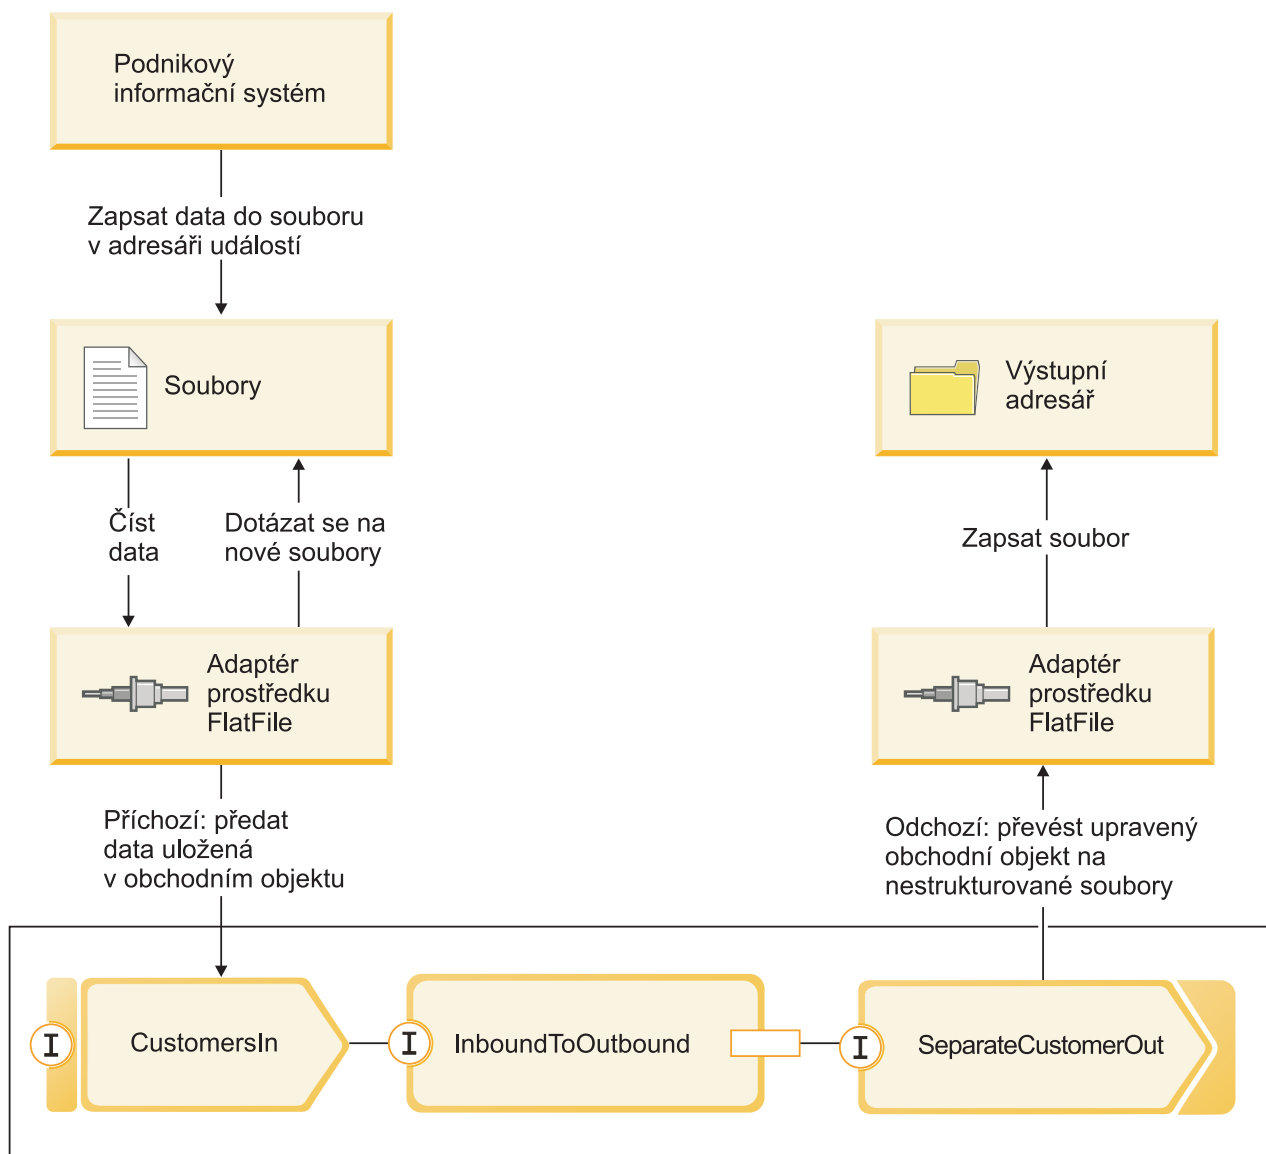 Podnikový
informační systém
Zapsat data do souboru
v adresáři událostí
Soubory
Výstupní
adresář
Číst
data
Dotázat se na
nové soubory
Zapsat soubor
Adaptér
prostředku
FlatFile
Adaptér
prostředku
FlatFile
Příchozí: předat
data uložená
v obchodním objektu
Odchozí: převést upravený
obchodní objekt na
nestrukturované soubory
I
CustomersIn
I
InboundToOutbound
I
SeparateCustomerOut